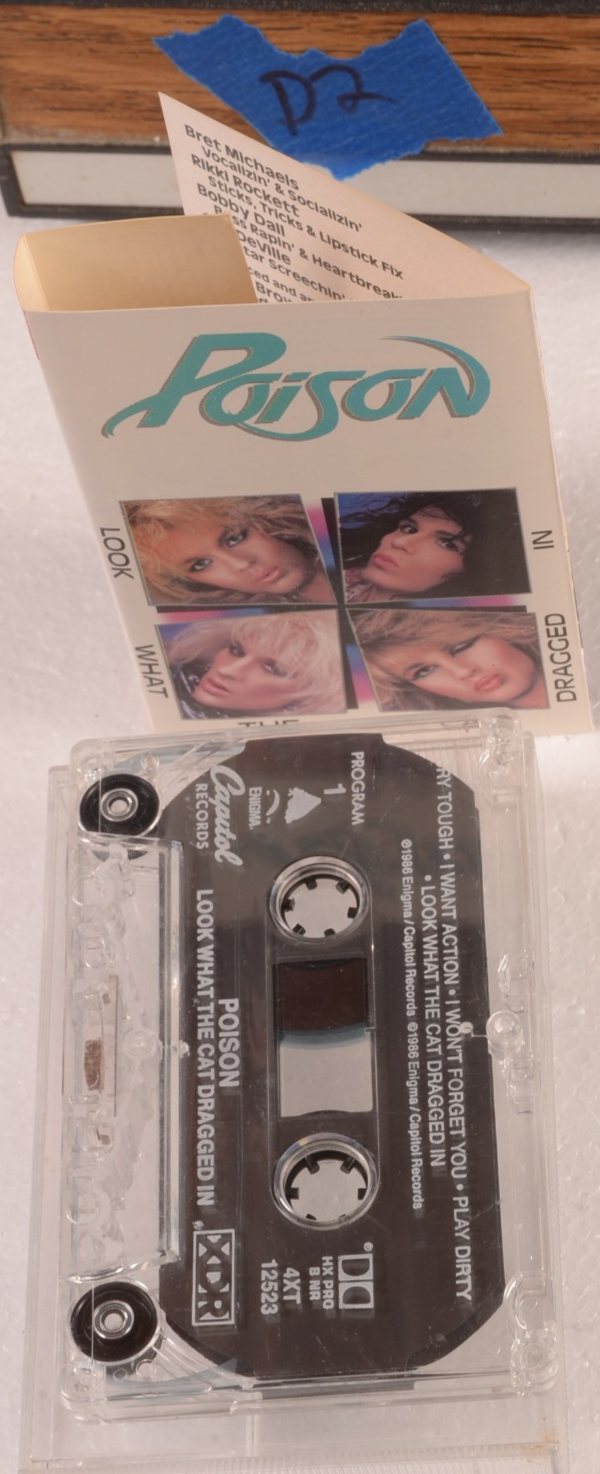 D2
Bret Michaels
Vocalizin' & Socializin'
Rikki Rockett
Sticks, Tricks & Lipstick Fix
Bobby Dall
Rapin' & Heartbreak
DeVille
Screechin'
POISON
LOOK
WHAT
THE
DRAGGED
IN
Capitol
RECORDS
ENIGMA
1
PROGRAM
POISON
LOOK WHAT THE CAT DRAGGED IN
XDR
DD
HX PRO
B NR
4XT
12523
RY TOUGH • I WANT ACTION • I WON'T FORGET YOU • PLAY DIRTY
• LOOK WHAT THE CAT DRAGGED IN
©1986 Enigma / Capitol Records ©1986 Enigma / Capitol Records